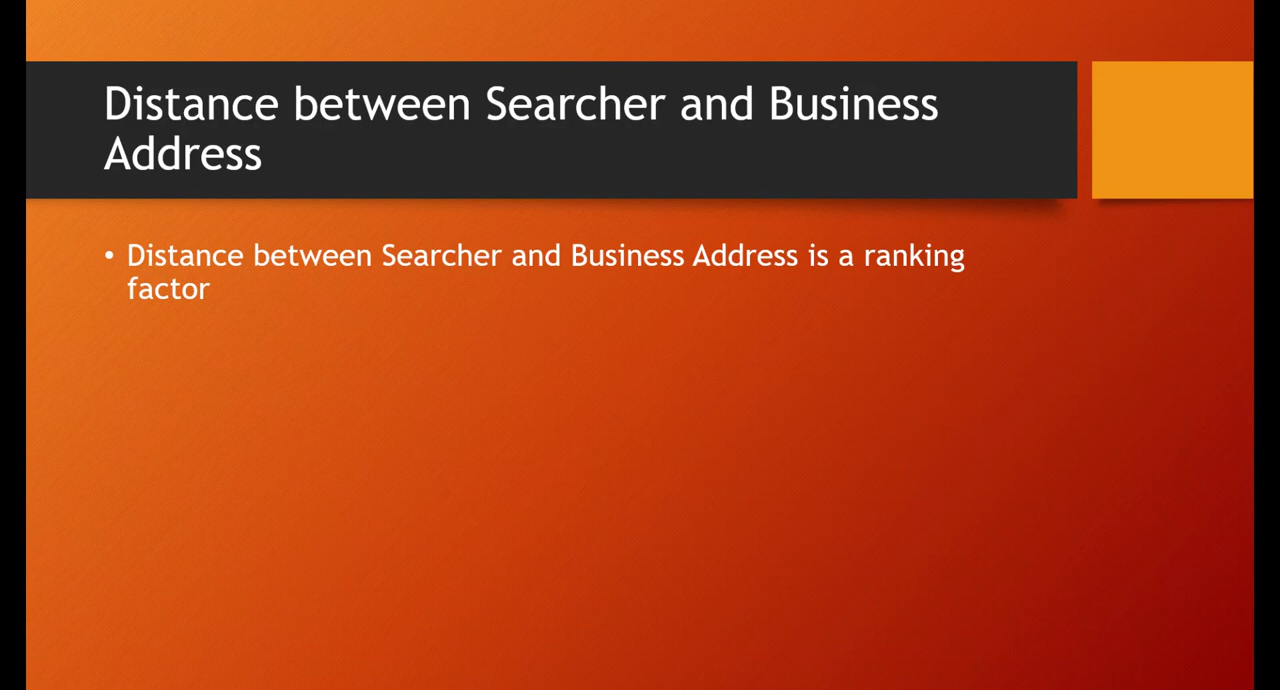 Distance between Searcher and Business
Address
• Distance between Searcher and Business Address is a ranking
factor